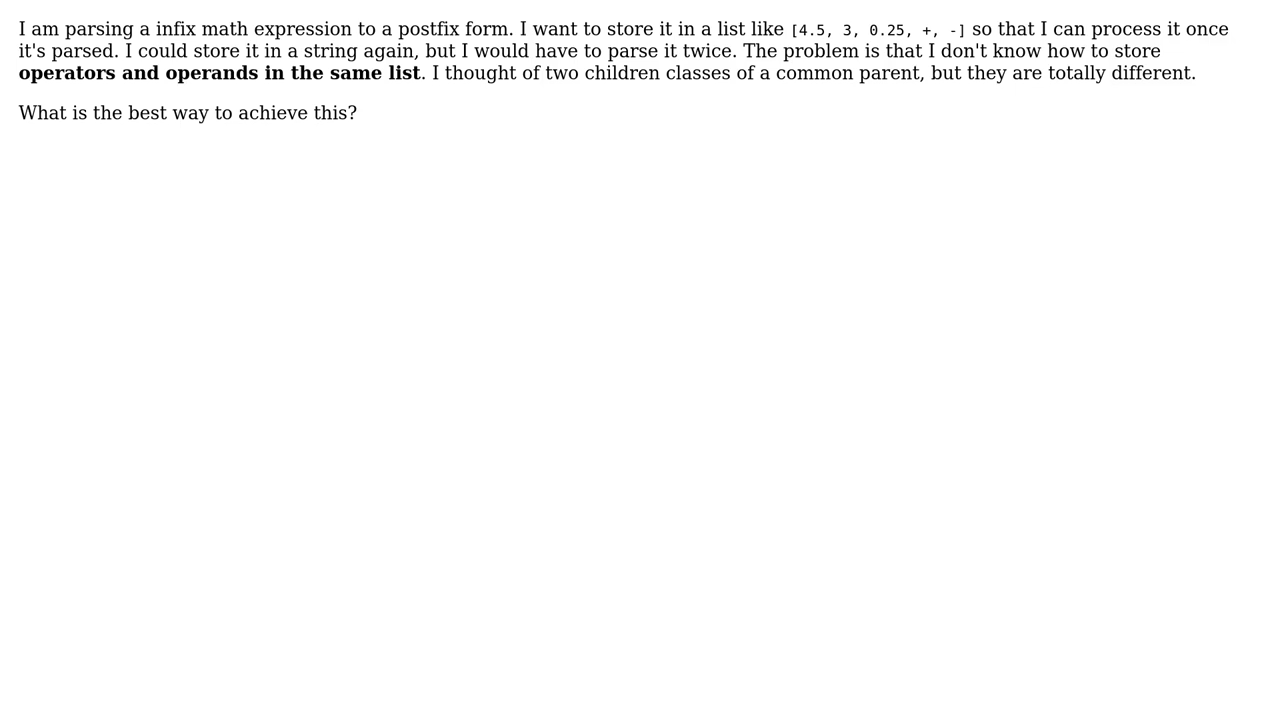 I am parsing a infix math expression to a postfix form. I want to store it in a list like [4.5, 3, 0.25, +, -] so that I can process it once
it's parsed. I could store it in a string again, but I would have to parse it twice. The problem is that I don't know how to store
operators and operands in the same list. I thought of two children classes of a common parent, but they are totally different.
What is the best way to achieve this?